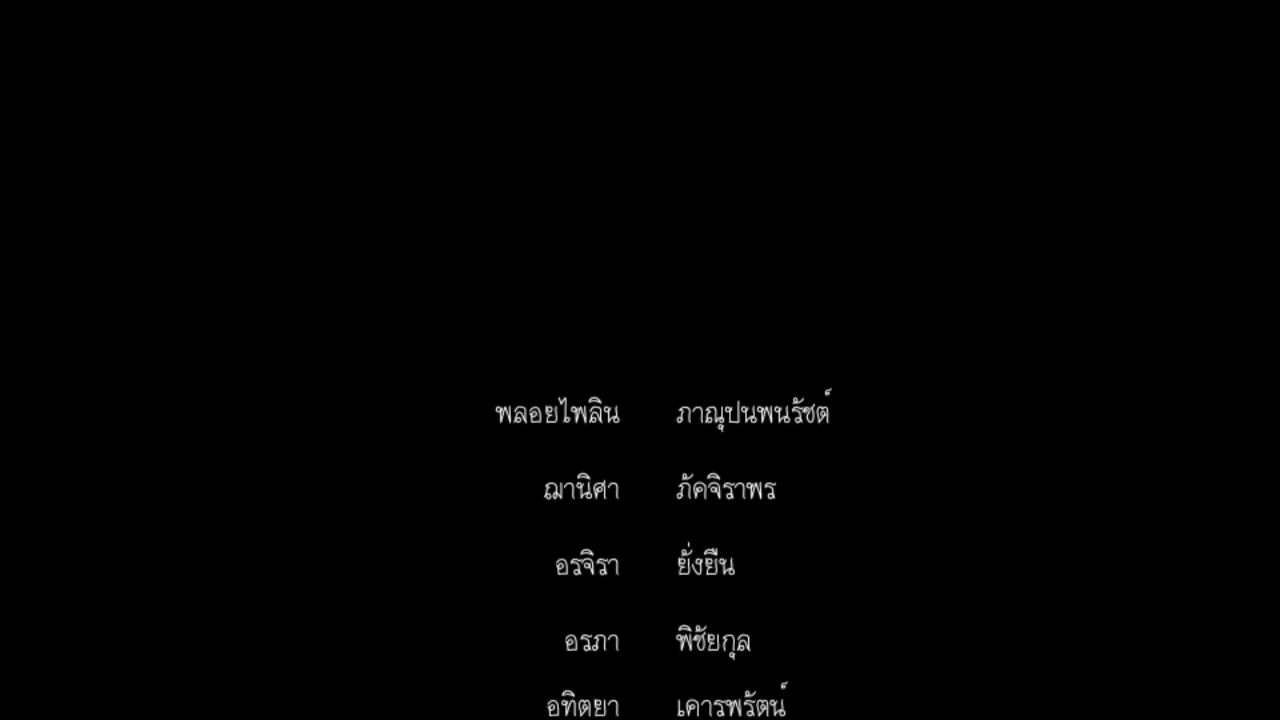 พลอยไพลิน ภาณุปนพนรัชต์
ฌานิศา ภัคจิราพร
อรจิรา ยั่งยืน
อรภา พิชัยกุล
อทิตยา เคารพรัตน์